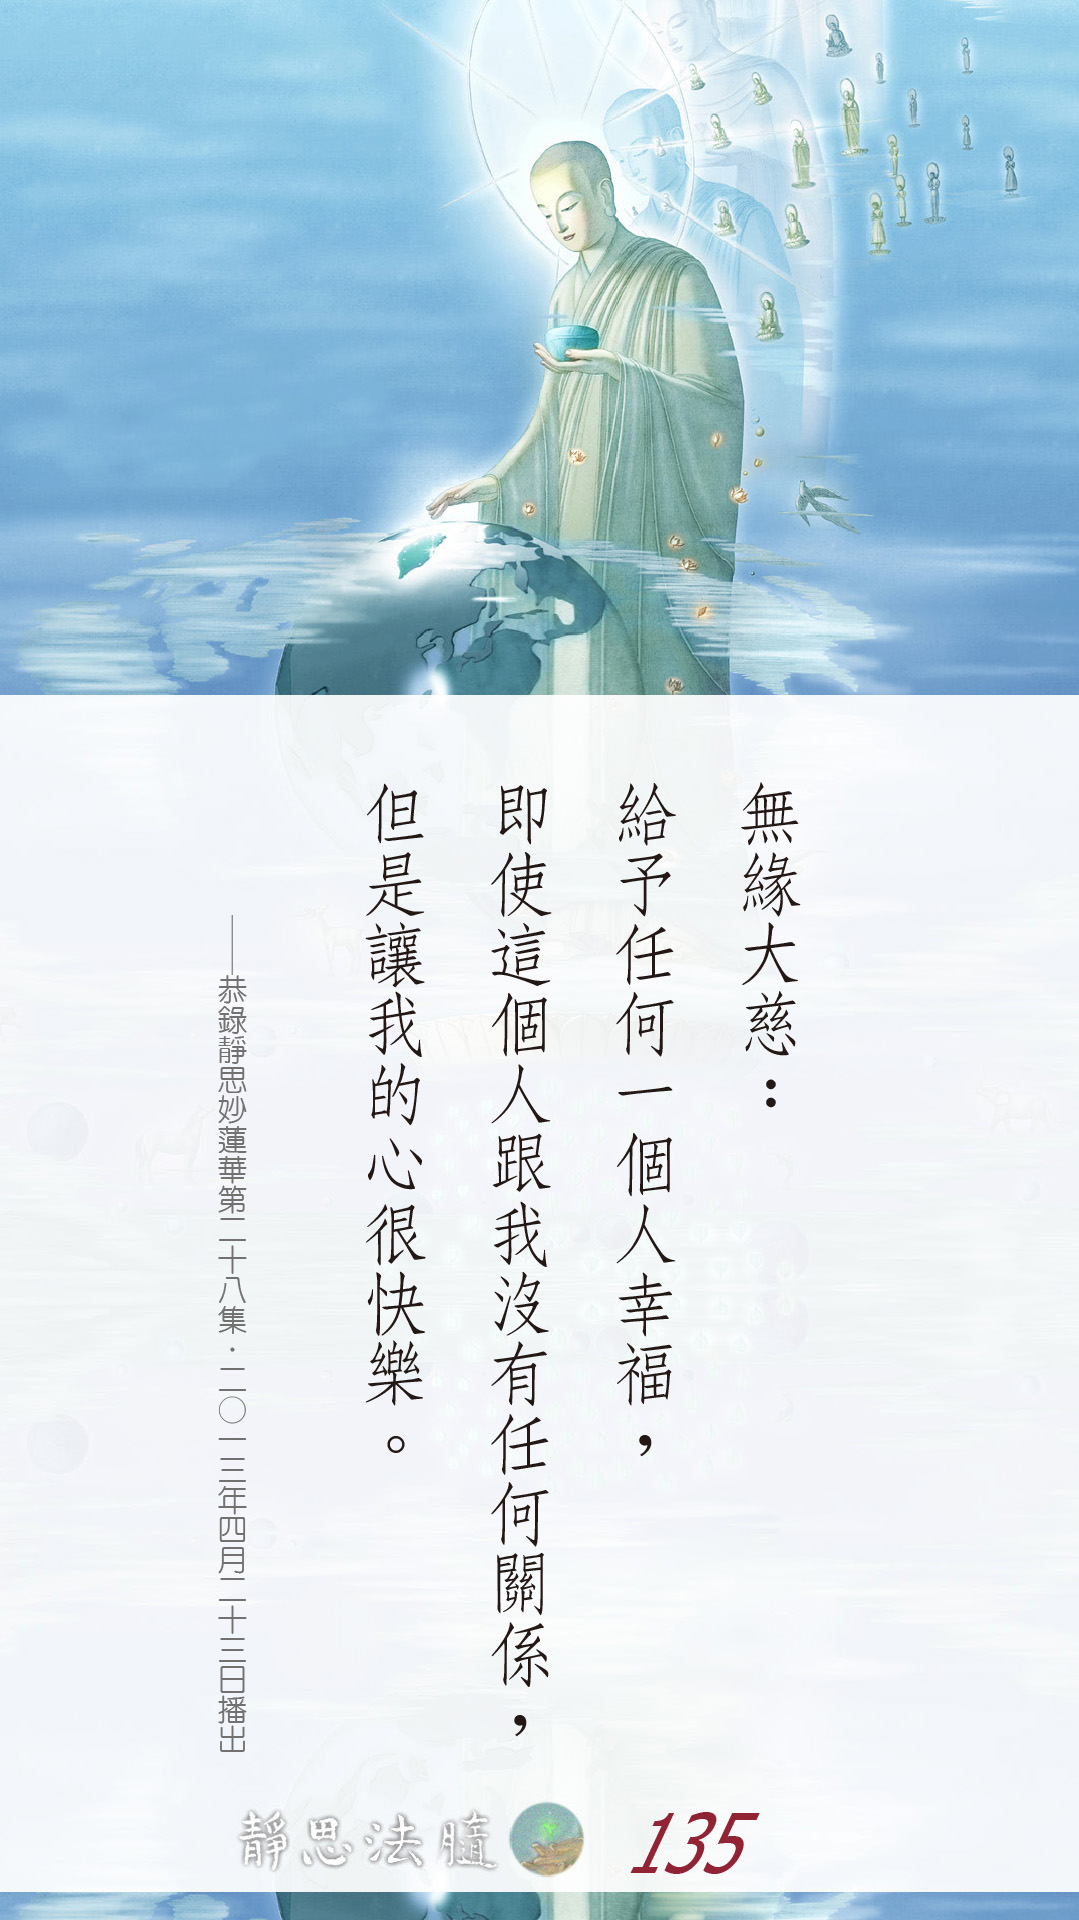 無緣大慈：
給予任何一個人幸福，
即使這個人跟我沒有任何關係，
但是讓我的心很快樂。
──恭錄靜思妙蓮華第二十八集．二〇一三年四月二十三日播出
靜思法髓
135